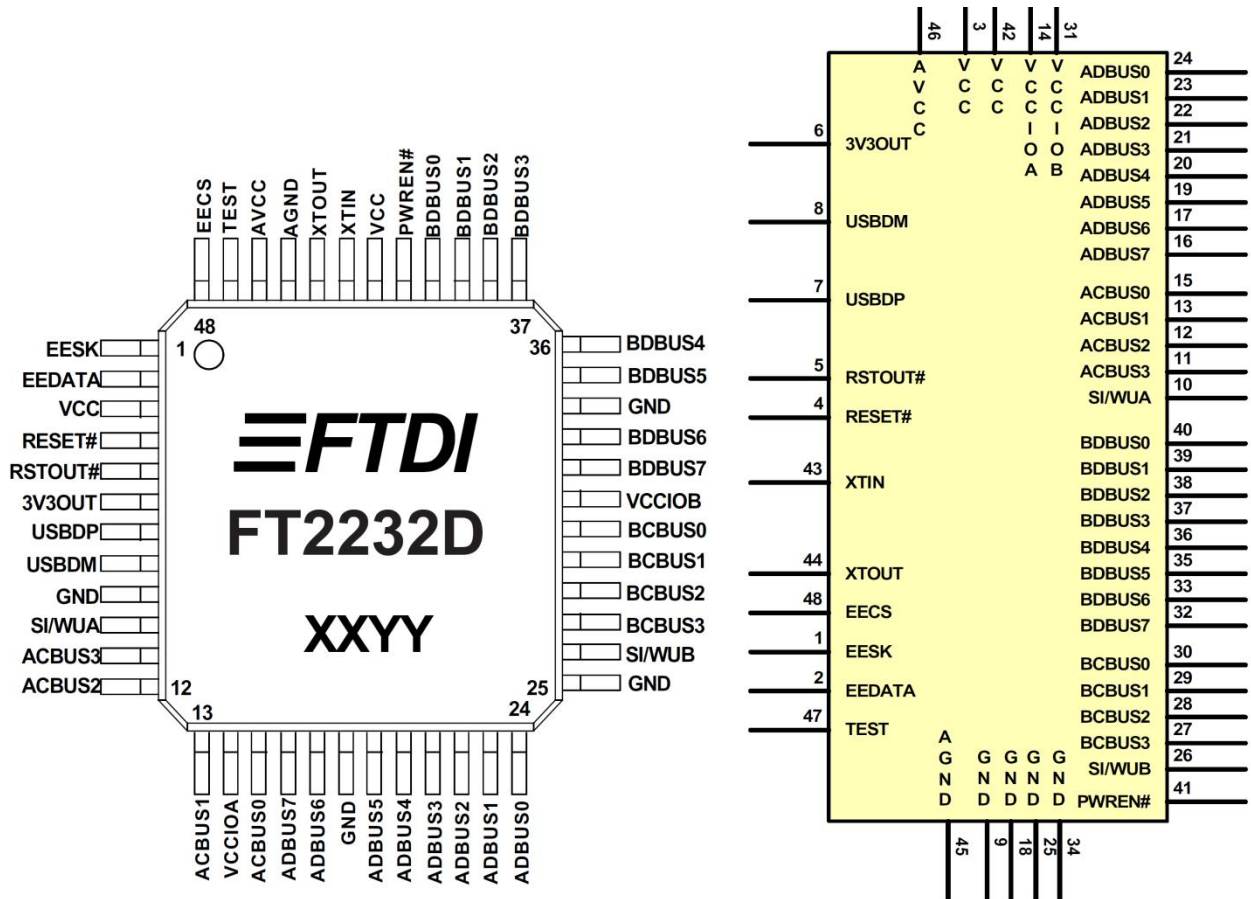 EECS
TEST
AVCC
AGND
XTOUT
XTIN
VCC
PWREN#
BDBUS0
BDBUS1
BDBUS2
BDBUS3
48
37
1
36
EESK
EEDATA
VCC
RESET#
RSTOUT#
3V3OUT
USBDP
USBDM
GND
SI/WUA
ACBUS3
ACBUS2
FTDI
FT2232D
XXYY
BDBUS4
BDBUS5
GND
BDBUS6
BDBUS7
VCCIOB
BCBUS0
BCBUS1
BCBUS2
BCBUS3
SI/WUB
GND
12
25
13
24
ACBUS1
VCCIOA
ACBUS0
ADBUS7
ADBUS6
GND
ADBUS5
ADBUS4
ADBUS3
ADBUS2
ADBUS1
ADBUS0
46
3
42
14
31
AVCC
VCC
VCC
VCCIOA
VCCIOB
6 3V3OUT
8 USBDM
7 USBDP
5 RSTOUT#
4 RESET#
43 XTIN
44 XTOUT
48 EECS
1 EESK
2 EEDATA
47 TEST
ADBUS0 24
ADBUS1 23
ADBUS2 22
ADBUS3 21
ADBUS4 20
ADBUS5 19
ADBUS6 17
ADBUS7 16
ACBUS0 15
ACBUS1 13
ACBUS2 12
ACBUS3 11
SI/WUA 10
BDBUS0 40
BDBUS1 39
BDBUS2 38
BDBUS3 37
BDBUS4 36
BDBUS5 35
BDBUS6 33
BDBUS7 32
BCBUS0 30
BCBUS1 29
BCBUS2 28
BCBUS3 27
SI/WUB 26
PWREN# 41
AGND
GND
GND
GND
GND
45
9
18
25
34